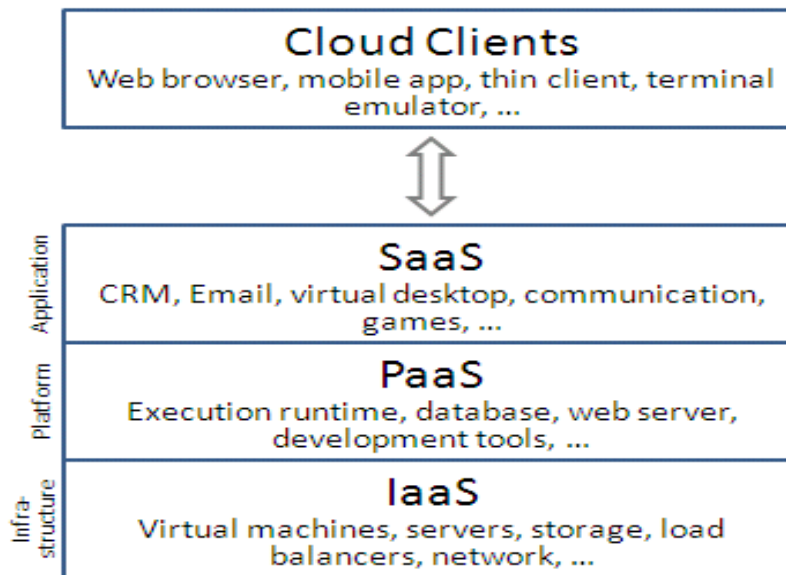 Cloud Clients
Web browser, mobile app, thin client, terminal
emulator, ...
Application
SaaS
CRM, Email, virtual desktop, communication,
games, ...
Platform
PaaS
Execution runtime, database, web server,
development tools, ...
Infra-
structure
IaaS
Virtual machines, servers, storage, load
balancers, network, ...